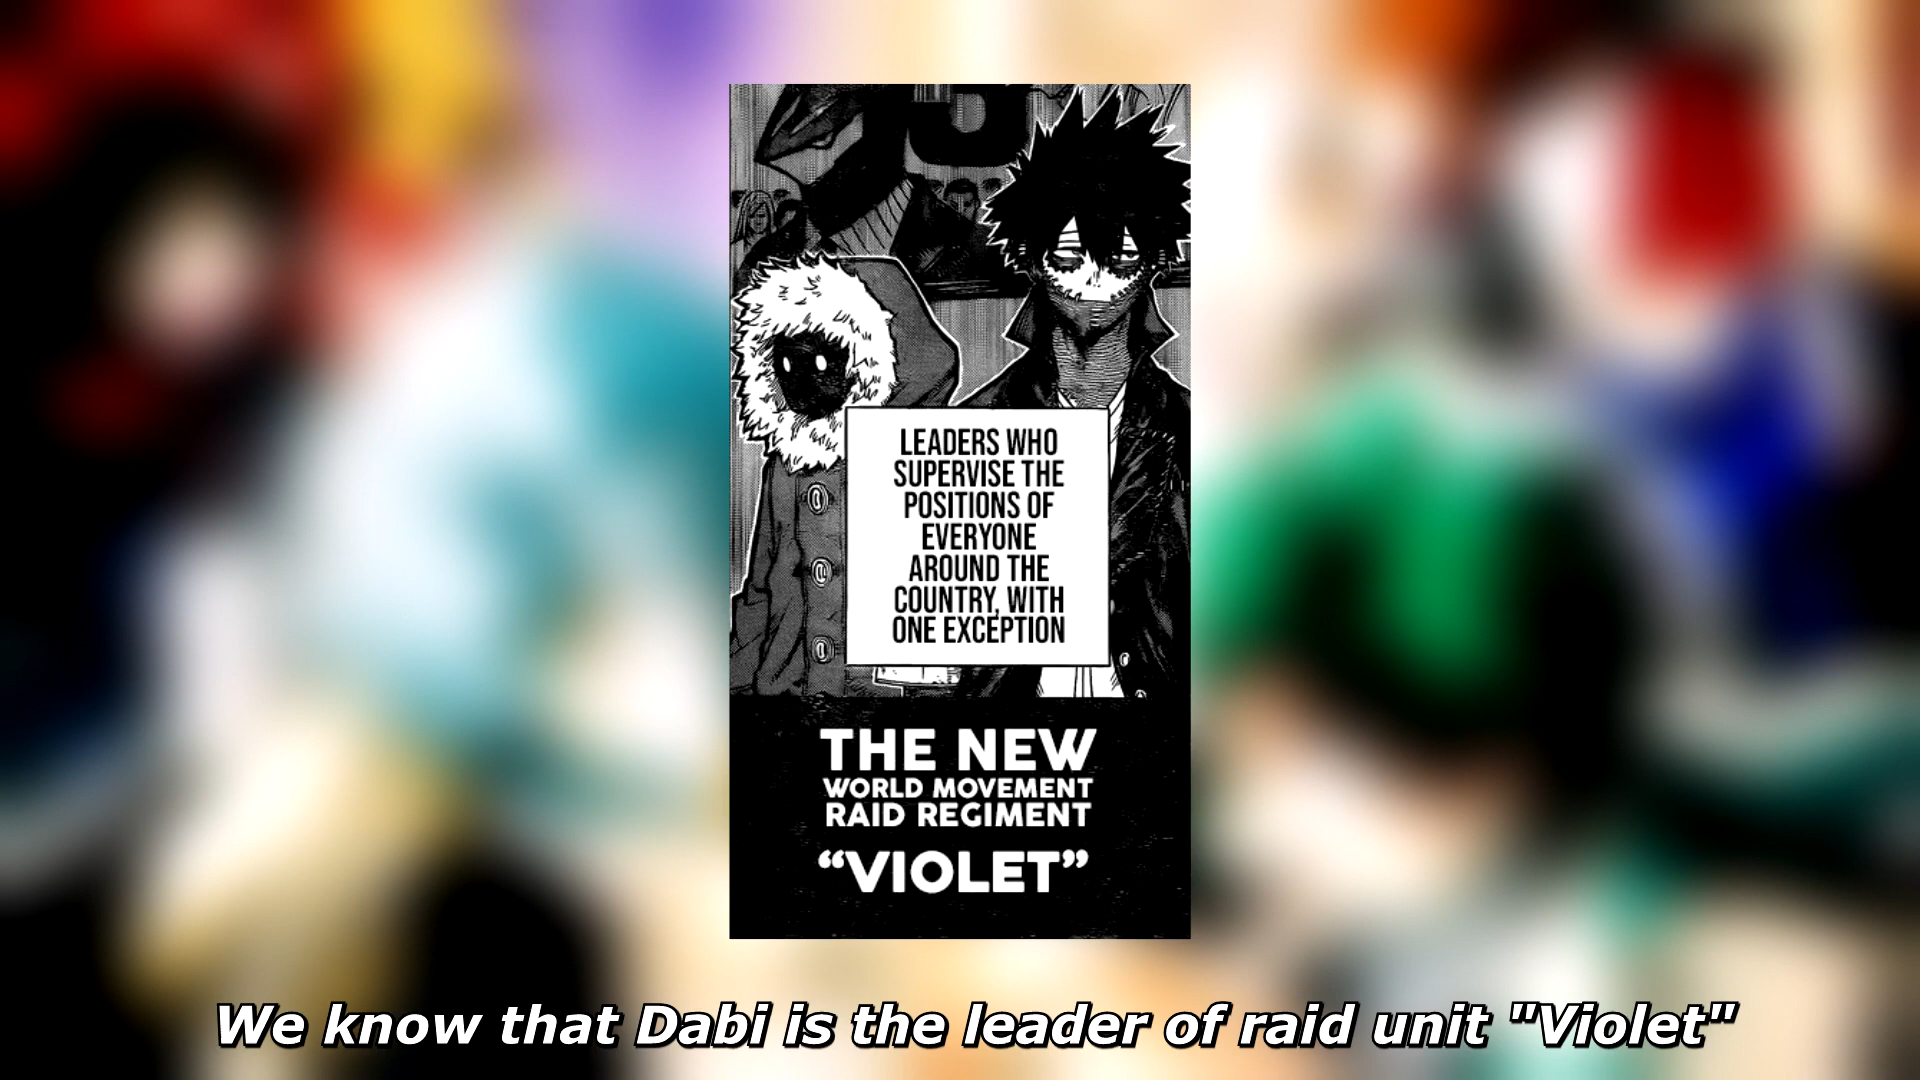 LEADERS WHO
SUPERVISE THE
POSITIONS OF
EVERYONE
AROUND THE
COUNTRY, WITH
ONE EXCEPTION
THE NEW
WORLD MOVEMENT
RAID REGIMENT
“VIOLET”
We know that Dabi is the leader of raid unit "Violet"